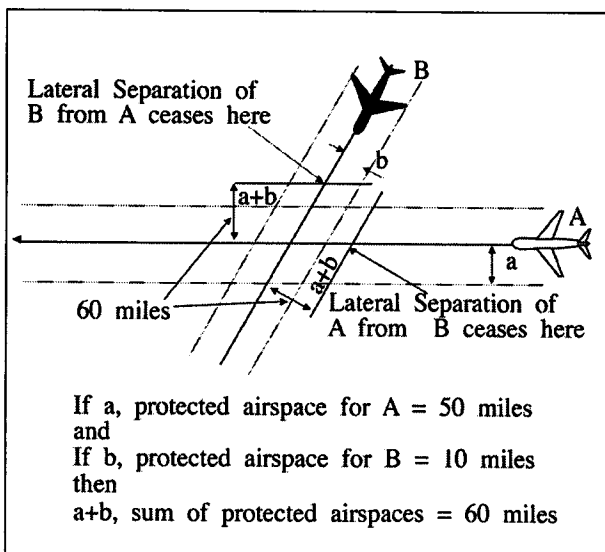 B
Lateral Separation of
B from A ceases here
b
a+b
A
a
a+b
60 miles
Lateral Separation of
A from B ceases here
If a, protected airspace for A = 50 miles
and
If b, protected airspace for B = 10 miles
then
a+b, sum of protected airspaces = 60 miles